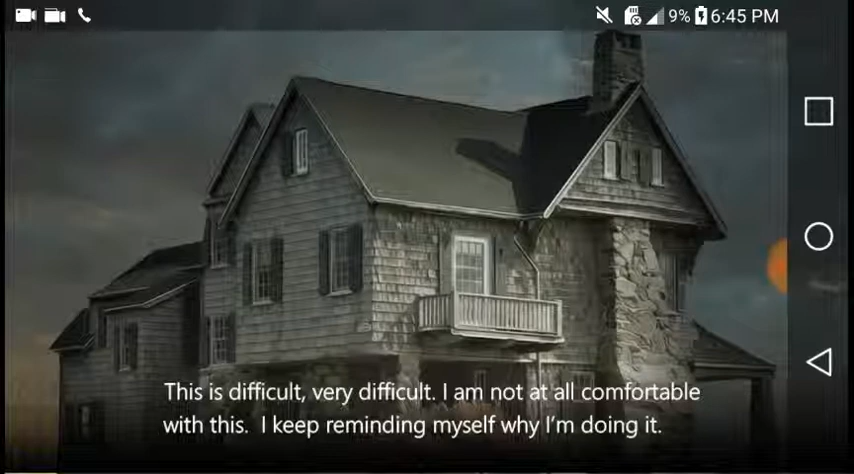 9% 6:45 PM
This is difficult, very difficult. I am not at all comfortable
with this.  I keep reminding myself why I'm doing it.